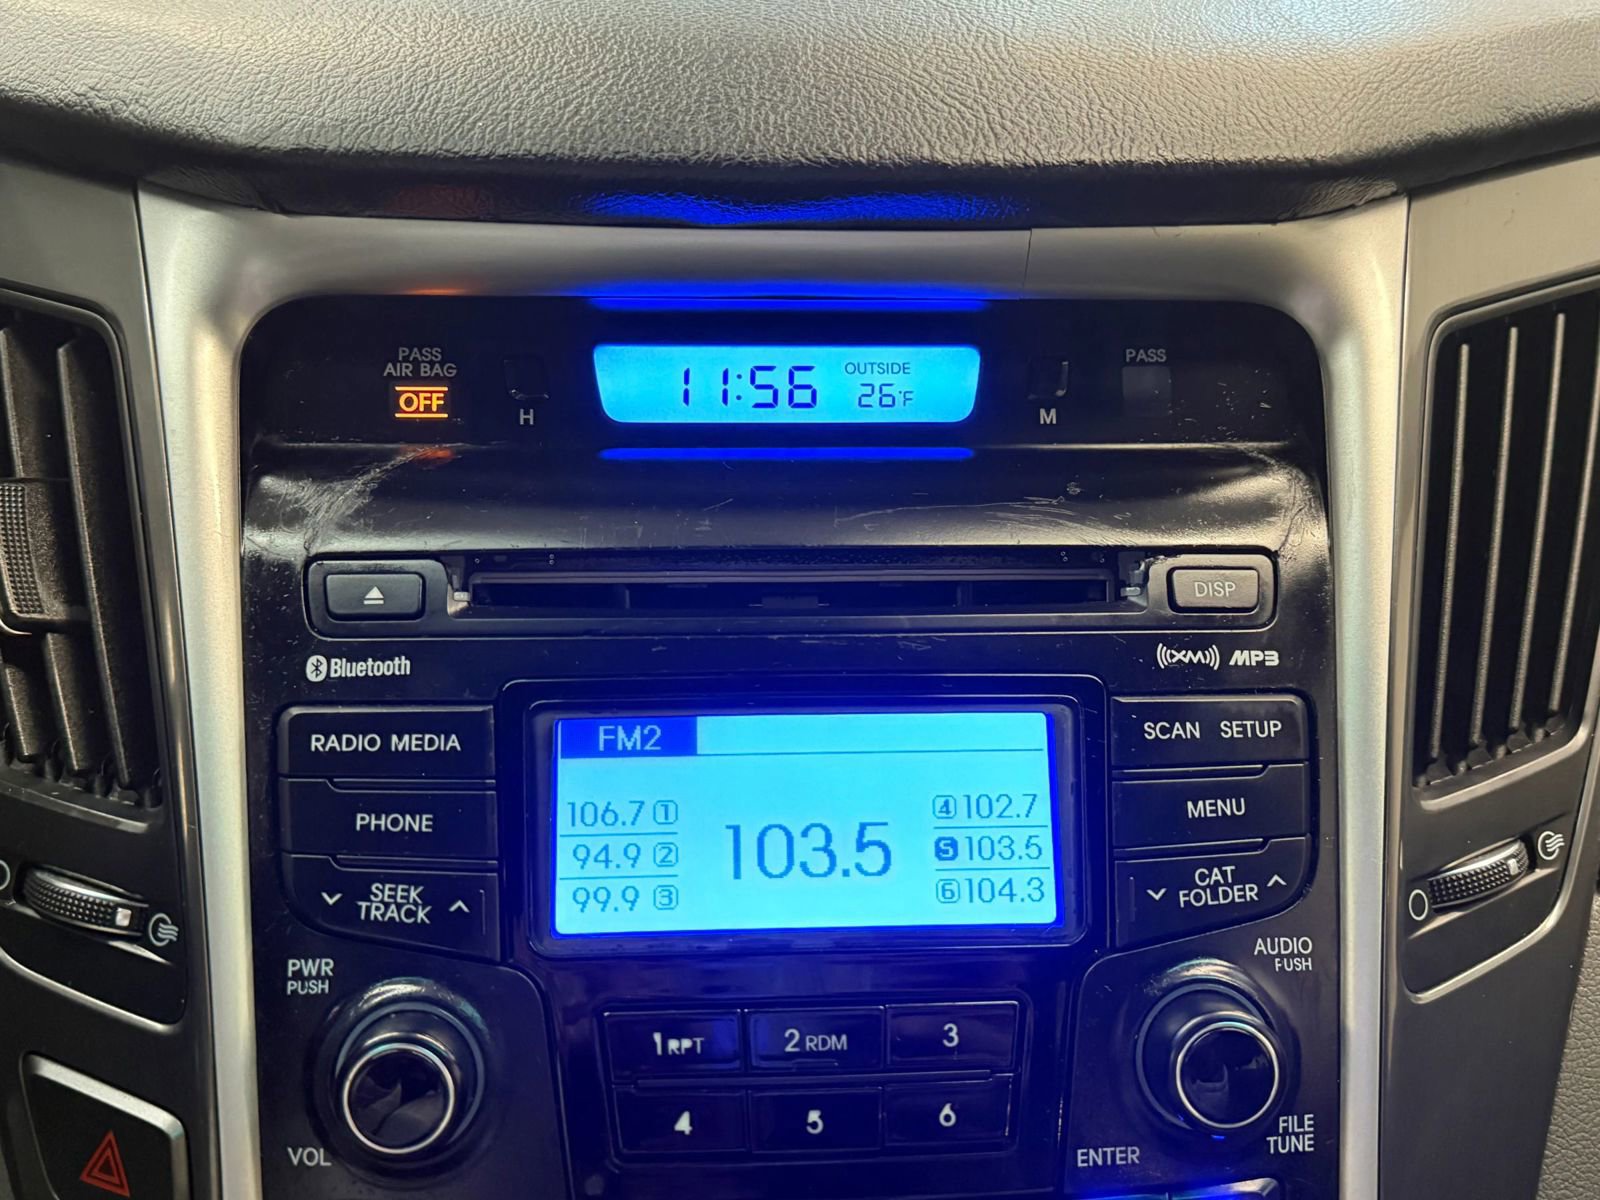 PASS
AIR BAG
OFF
H
11:56
OUTSIDE
26°F
M
PASS
DISP
Bluetooth
((XM)) MP3
RADIO MEDIA
PHONE
SEEK
TRACK
FM2
106.7 1
94.9 2
99.9 3
103.5
4 102.7
5 103.5
6 104.3
SCAN SETUP
MENU
CAT
FOLDER
PWR
PUSH
VOL
1 RPT
2 RDM
3
4
5
6
AUDIO
PUSH
FILE
TUNE
ENTER